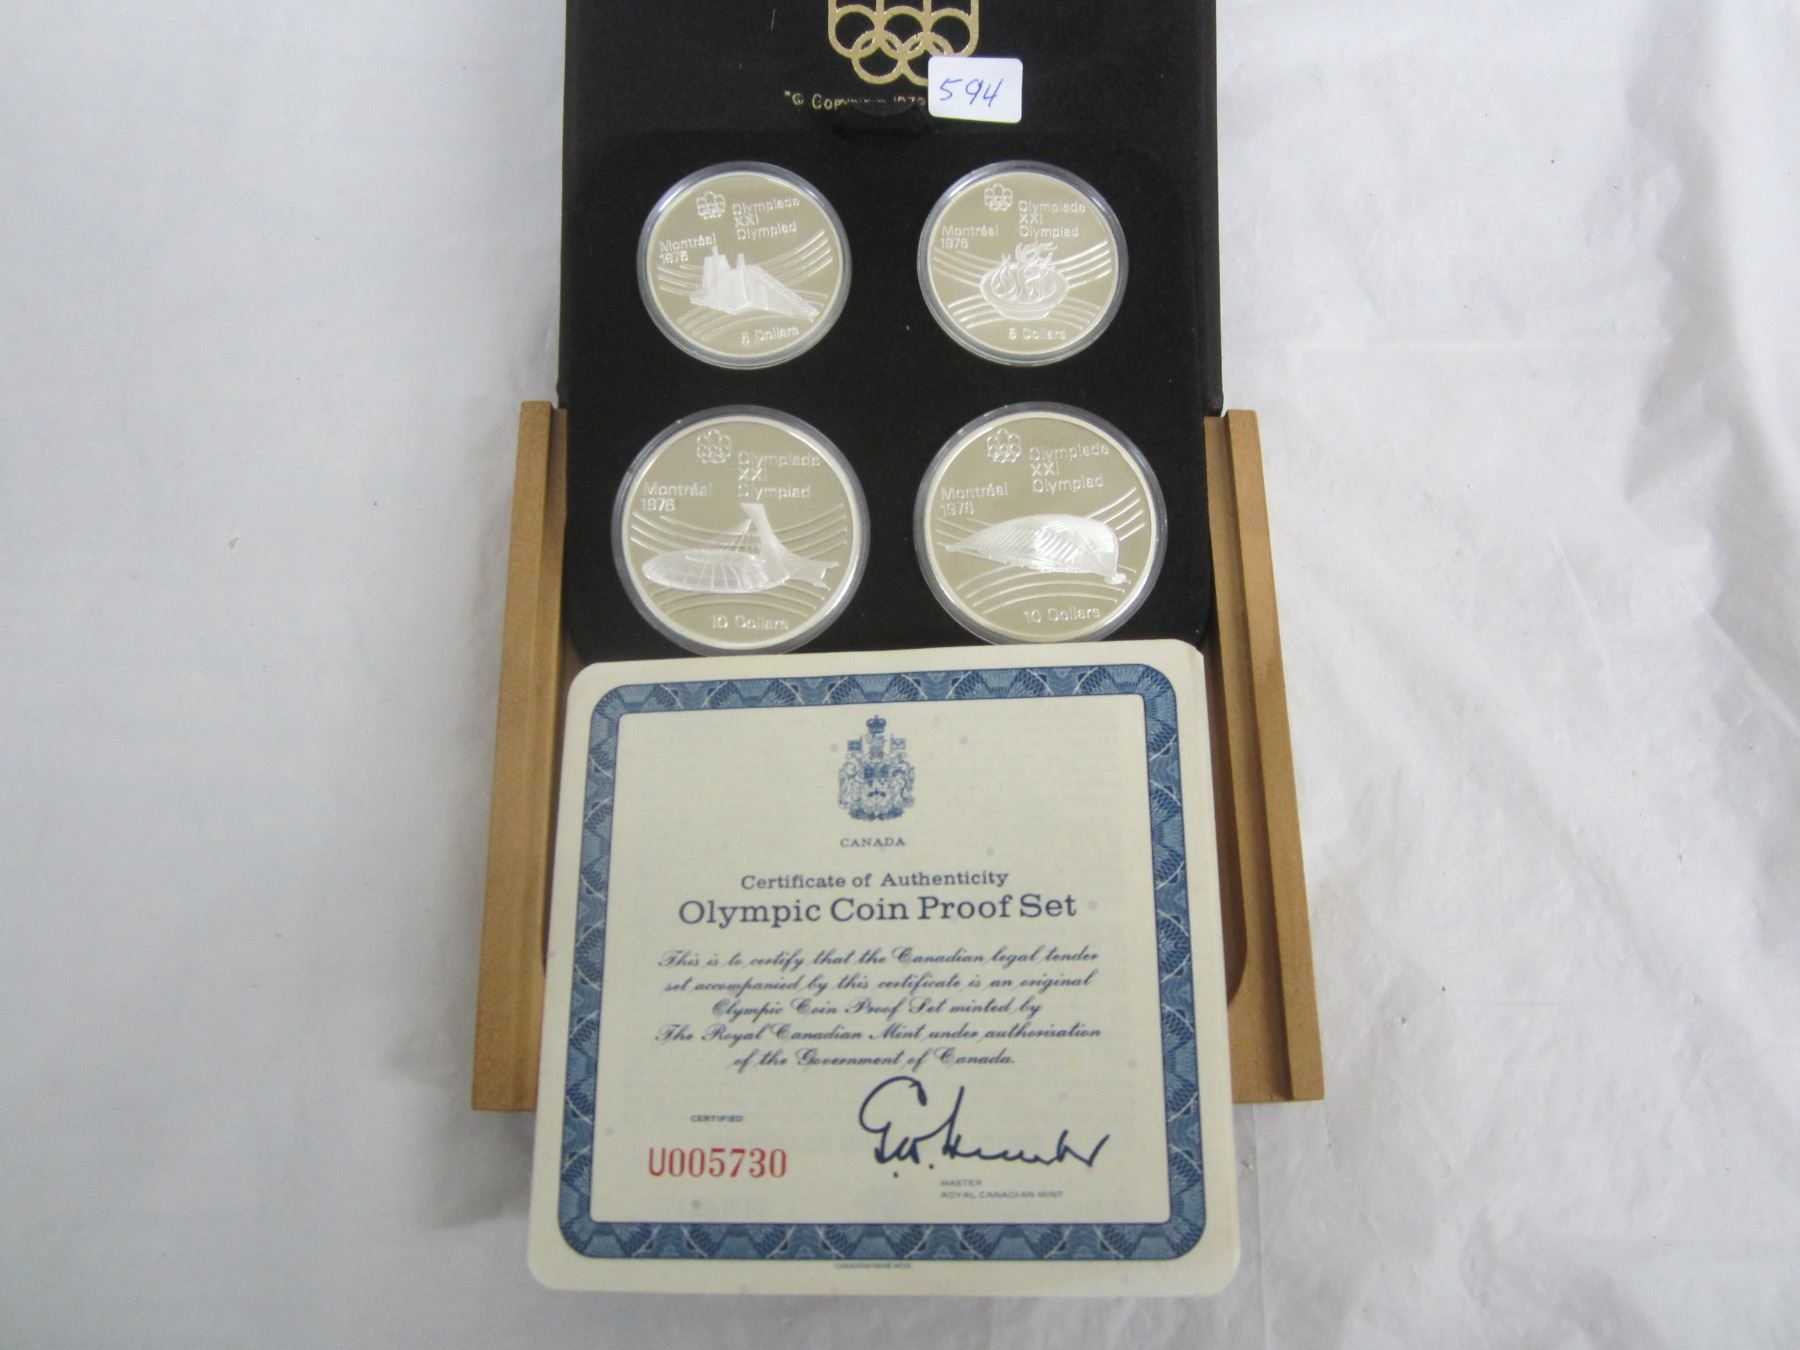 594
Olympiade
XXI
Olympiad
Montréal
1976
5 Dollars
Olympiade
XXI
Olympiad
Montréal
1976
5 Dollars
Olympiade
XXI
Olympiad
Montréal
1976
10 Dollars
Olympiade
XXI
Olympiad
Montréal
1976
10 Dollars
CANADA
Certificate of Authenticity
Olympic Coin Proof Set
This is to certify that the Canadian legal tender
set accompanied by this certificate is an original
Olympic Coin Proof Set minted by
The Royal Canadian Mint under authorisation
of the Government of Canada.
CERTIFIED
U005730
MASTER
ROYAL CANADIAN MINT
CANADIAN BANK NOTE